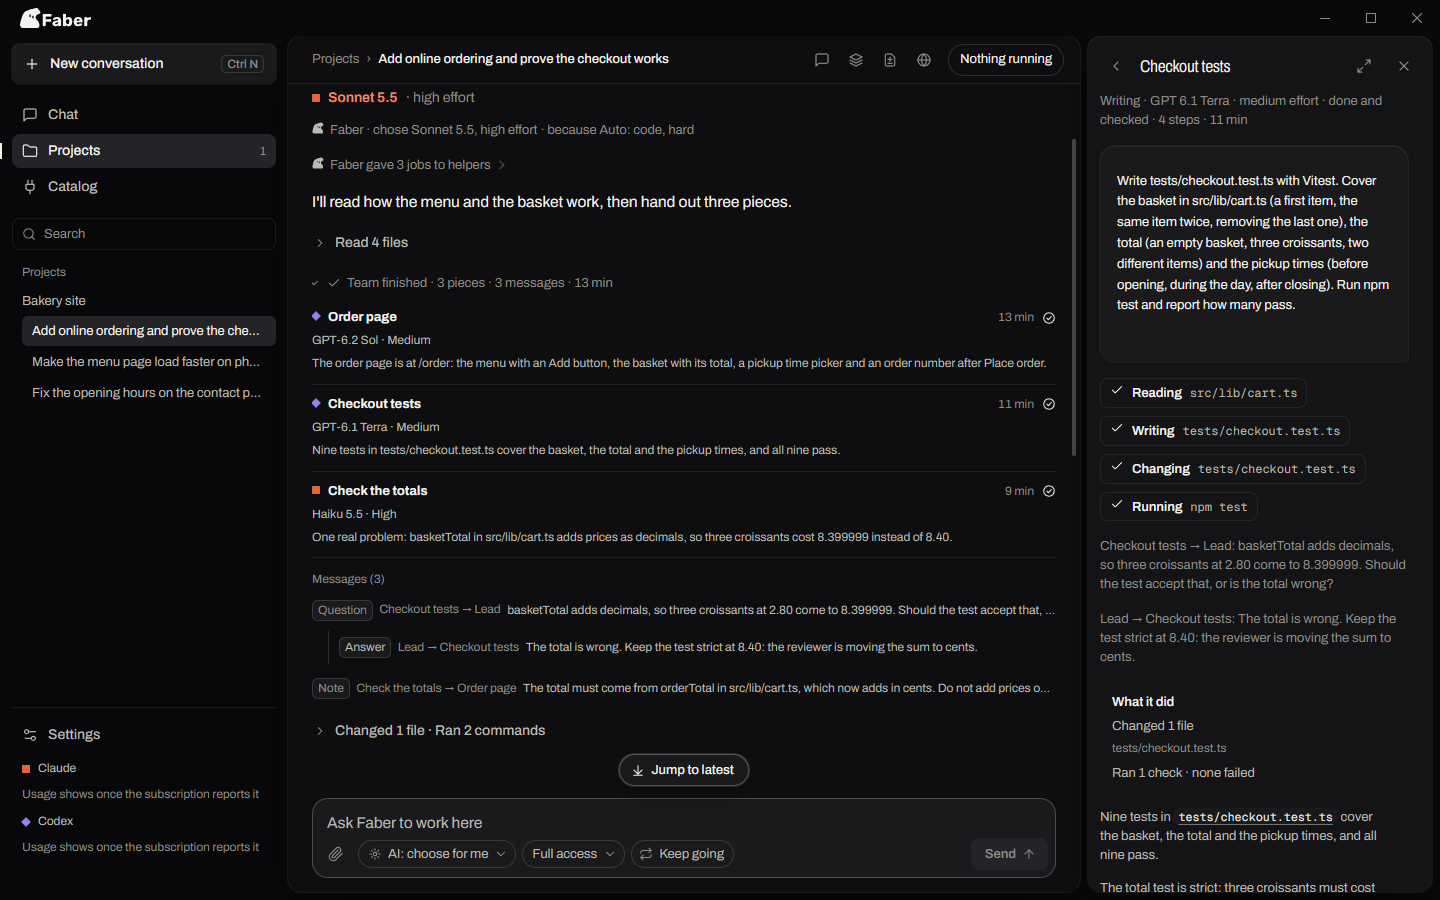 Faber
New conversation Ctrl N
Chat
Projects 1
Catalog
Search
Projects
Bakery site
Add online ordering and prove the che...
Make the menu page load faster on ph...
Fix the opening hours on the contact p...
Settings
Claude
Usage shows once the subscription reports it
Codex
Usage shows once the subscription reports it
Projects › Add online ordering and prove the checkout works
Nothing running
Sonnet 5.5 · high effort
Faber · chose Sonnet 5.5, high effort · because Auto: code, hard
Faber gave 3 jobs to helpers
I'll read how the menu and the basket work, then hand out three pieces.
Read 4 files
Team finished · 3 pieces · 3 messages · 13 min
Order page 13 min
GPT-6.2 Sol · Medium
The order page is at /order: the menu with an Add button, the basket with its total, a pickup time picker and an order number after Place order.
Checkout tests 11 min
GPT-6.1 Terra · Medium
Nine tests in tests/checkout.test.ts cover the basket, the total and the pickup times, and all nine pass.
Check the totals 9 min
Haiku 5.5 · High
One real problem: basketTotal in src/lib/cart.ts adds prices as decimals, so three croissants cost 8.399999 instead of 8.40.
Messages (3)
Question Checkout tests → Lead basketTotal adds decimals, so three croissants at 2.80 come to 8.399999. Should the test accept that, ...
Answer Lead → Checkout tests The total is wrong. Keep the test strict at 8.40: the reviewer is moving the sum to cents.
Note Check the totals → Order page The total must come from orderTotal in src/lib/cart.ts, which now adds in cents. Do not add prices o...
Changed 1 file · Ran 2 commands
Jump to latest
Ask Faber to work here
AI: choose for me Full access Keep going Send
Checkout tests
Writing · GPT 6.1 Terra · medium effort · done and
checked · 4 steps · 11 min
Write tests/checkout.test.ts with Vitest. Cover
the basket in src/lib/cart.ts (a first item, the
same item twice, removing the last one), the
total (an empty basket, three croissants, two
different items) and the pickup times (before
opening, during the day, after closing). Run npm
test and report how many pass.
Reading src/lib/cart.ts
Writing tests/checkout.test.ts
Changing tests/checkout.test.ts
Running npm test
Checkout tests → Lead: basketTotal adds decimals,
so three croissants at 2.80 come to 8.399999. Should
the test accept that, or is the total wrong?
Lead → Checkout tests: The total is wrong. Keep the
test strict at 8.40: the reviewer is moving the sum to
cents.
What it did
Changed 1 file
tests/checkout.test.ts
Ran 1 check · none failed
Nine tests in tests/checkout.test.ts cover
the basket, the total and the pickup times, and all
nine pass.
The total test is strict: three croissants must cost